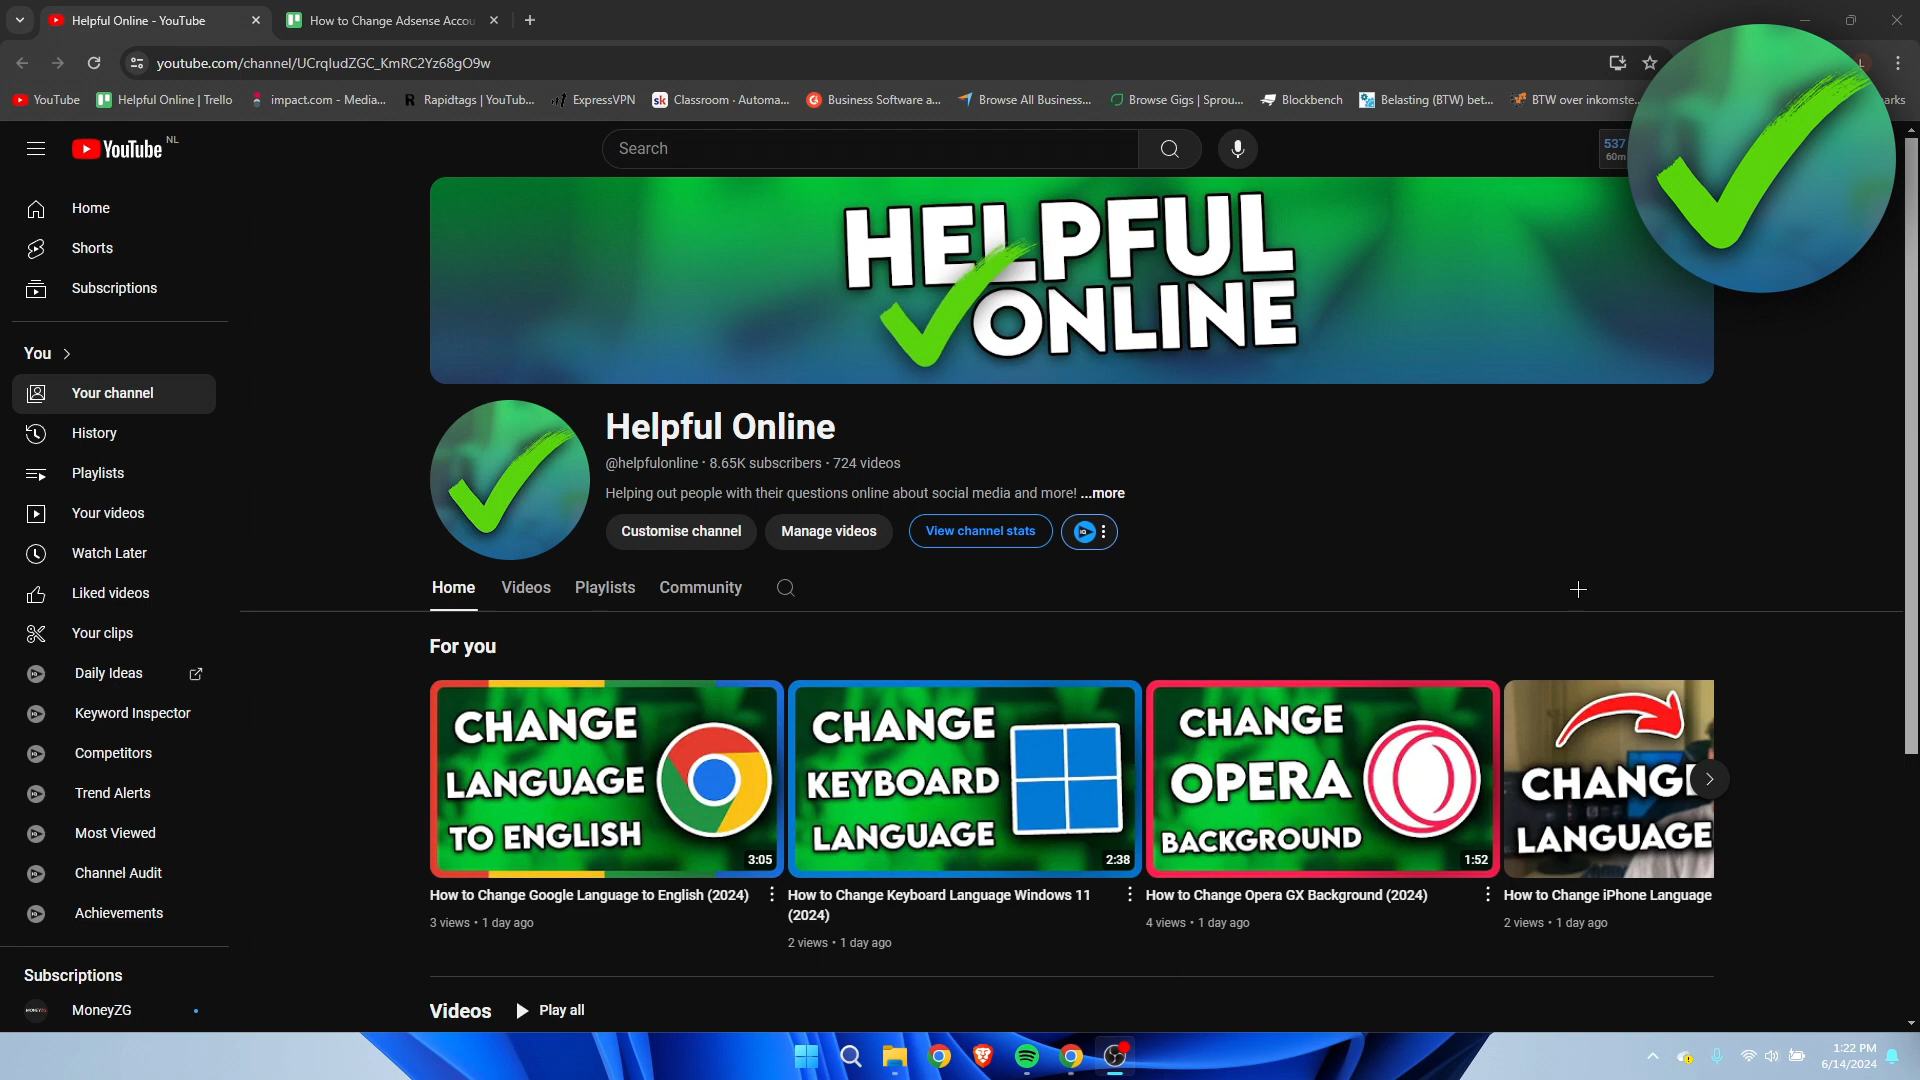 Helpful Online - YouTube
How to Change Adsense Accou
youtube.com/channel/UCrqIudZGC_KmRC2Yz68gO9w
YouTube
Helpful Online | Trello
impact.com - Media...
Rapidtags | YouTub...
ExpressVPN
Classroom - Automa...
Business Software a...
Browse All Business...
Browse Gigs | Sprou...
Blockbench
Belasting (BTW) bet...
BTW over inkomste...
arks
YouTube NL
Search
537
60m
Home
Shorts
Subscriptions
You
Your channel
History
Playlists
Your videos
Watch Later
Liked videos
Your clips
Daily Ideas
Keyword Inspector
Competitors
Trend Alerts
Most Viewed
Channel Audit
Achievements
Subscriptions
MoneyZG
HELPFUL
ONLINE
Helpful Online
@helpfulonline · 8.65K subscribers · 724 videos
Helping out people with their questions online about social media and more! ...more
Customise channel
Manage videos
View channel stats
Home
Videos
Playlists
Community
For you
CHANGE
LANGUAGE
TO ENGLISH
3:05
How to Change Google Language to English (2024)
3 views · 1 day ago
CHANGE
KEYBOARD
LANGUAGE
2:38
How to Change Keyboard Language Windows 11
(2024)
2 views · 1 day ago
CHANGE
OPERA
BACKGROUND
1:52
How to Change Opera GX Background (2024)
4 views · 1 day ago
CHANGE
LANGUAGE
How to Change iPhone Language
2 views · 1 day ago
Videos
Play all
1:22 PM
6/14/2024